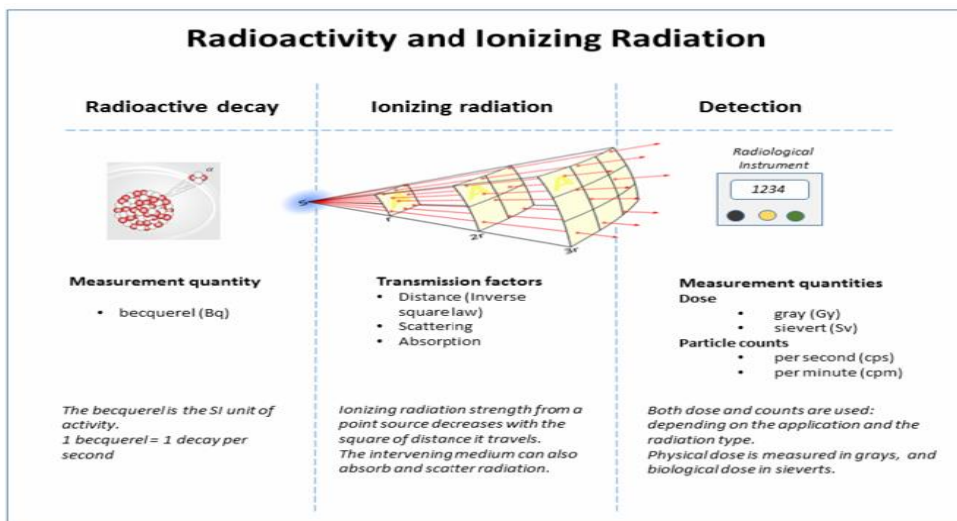 Radioactivity and Ionizing Radiation
Radioactive decay
Ionizing radiation
Detection
α
S
r
2r
3r
A
A
A
Radiological
Instrument
1234
Measurement quantity
• becquerel (Bq)
Transmission factors
• Distance (Inverse
square law)
• Scattering
• Absorption
Measurement quantities
Dose
• gray (Gy)
• sievert (Sv)
Particle counts
• per second (cps)
• per minute (cpm)
The becquerel is the SI unit of
activity.
1 becquerel = 1 decay per
second
Ionizing radiation strength from a
point source decreases with the
square of distance it travels.
The intervening medium can also
absorb and scatter radiation.
Both dose and counts are used:
depending on the application and the
radiation type.
Physical dose is measured in grays, and
biological dose in sieverts.